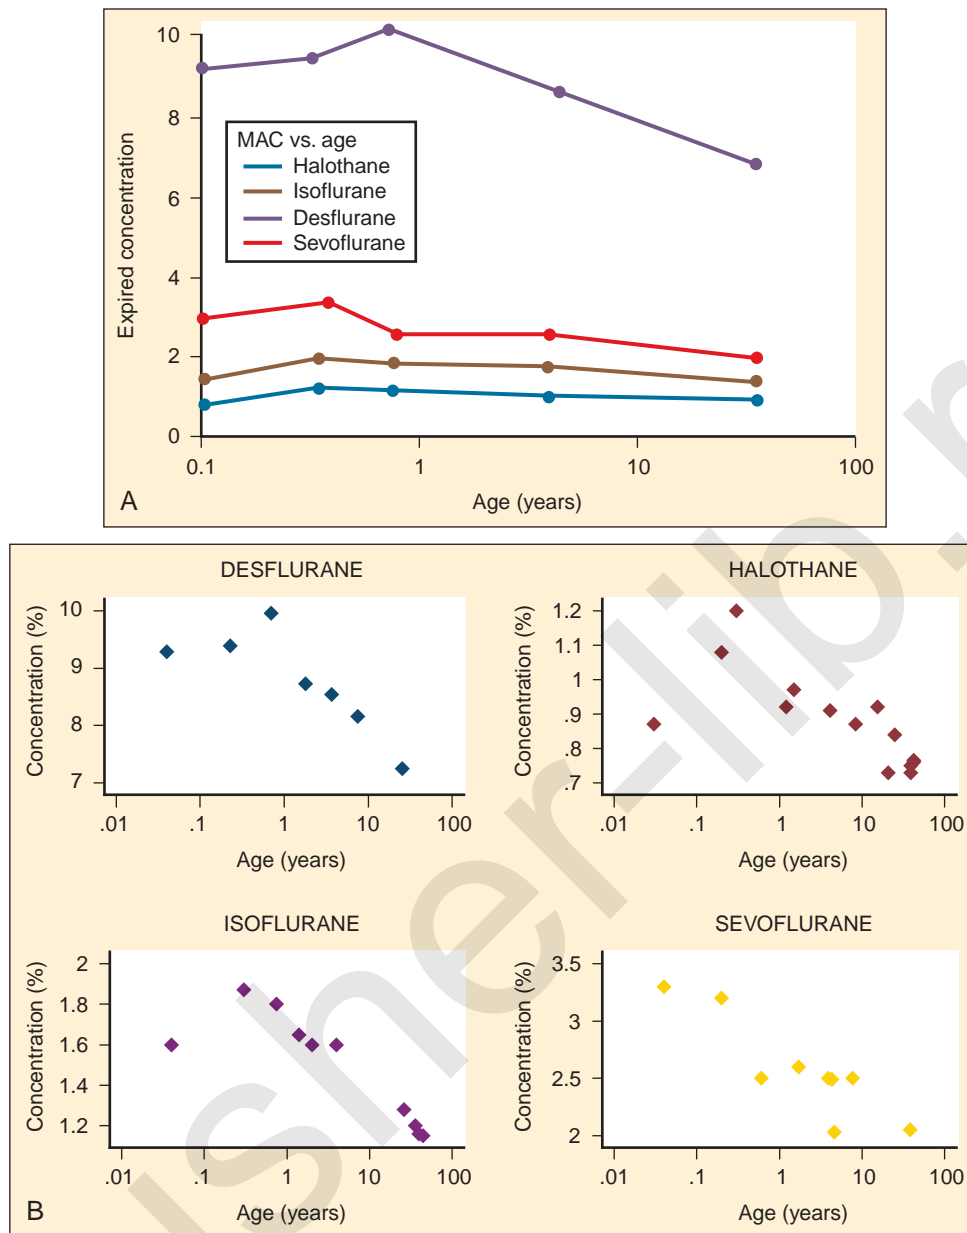 10
8
6
4
2
0
Expired concentration
MAC vs. age
Halothane
Isoflurane
Desflurane
Sevoflurane
0.1
1
10
100
Age (years)
A
DESFLURANE
10
9
8
7
Concentration (%)
.01
.1
1
10
100
Age (years)
HALOTHANE
1.2
1.1
1
.9
.8
.7
Concentration (%)
.01
.1
1
10
100
Age (years)
ISOFLURANE
2
1.8
1.6
1.4
1.2
Concentration (%)
.01
.1
1
10
100
Age (years)
SEVOFLURANE
3.5
3
2.5
2
Concentration (%)
.01
.1
1
10
100
Age (years)
B